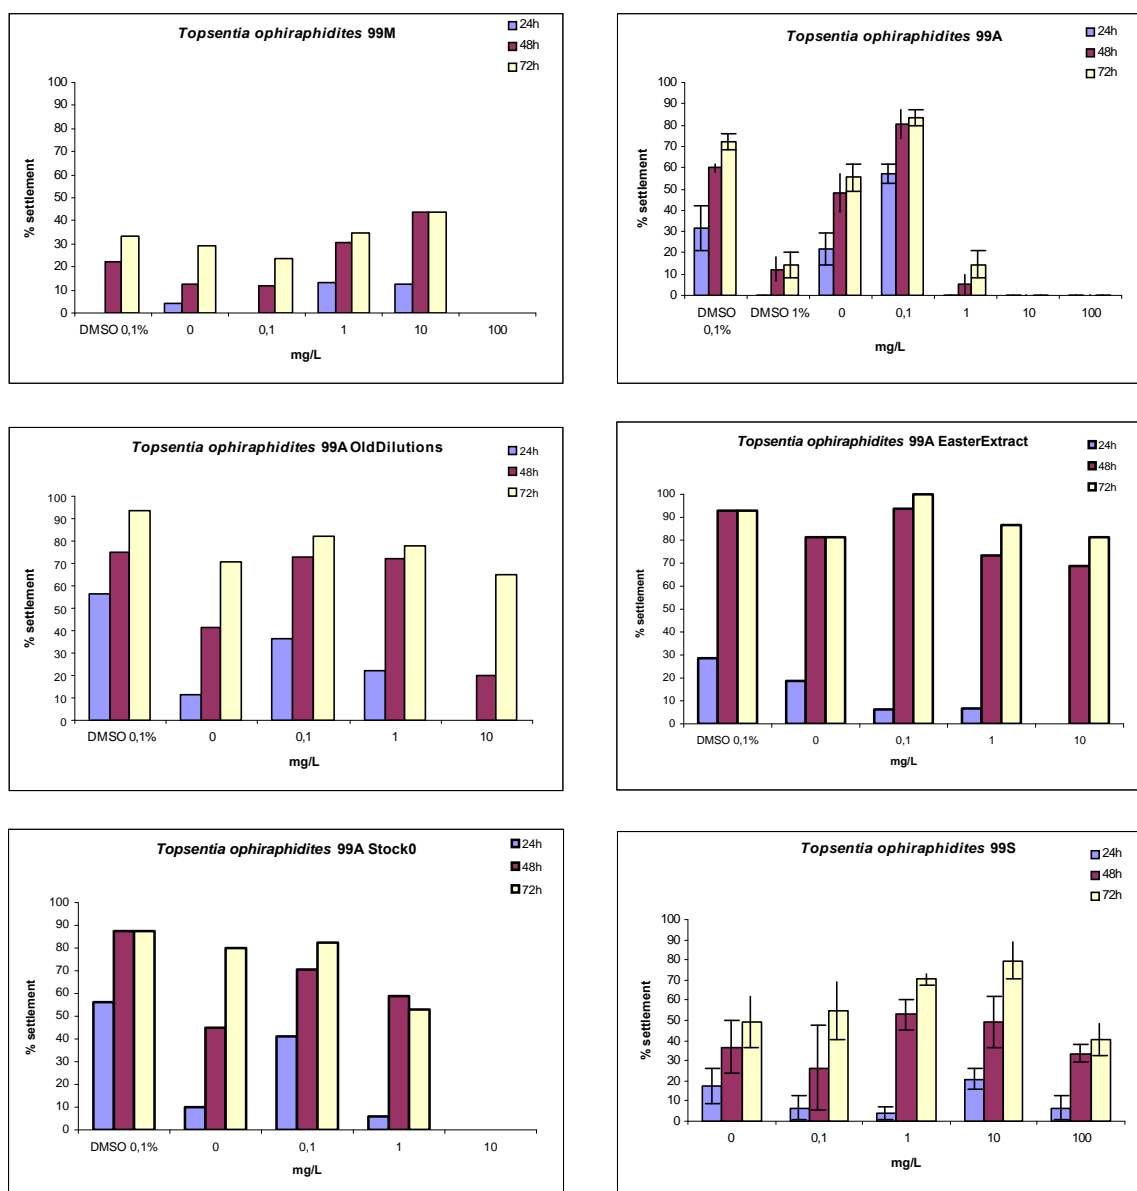 Topsentia ophiraphidites 99M
24h
48h
72h
% settlement
100
90
80
70
60
50
40
30
20
10
0
DMSO 0,1% 0 0,1 1 10 100
mg/L
Topsentia ophiraphidites 99A
24h
48h
72h
% settlement
100
90
80
70
60
50
40
30
20
10
0
DMSO 0,1% DMSO 1% 0 0,1 1 10 100
mg/L
Topsentia ophiraphidites 99A OldDilutions
24h
48h
72h
% settlement
100
90
80
70
60
50
40
30
20
10
0
DMSO 0,1% 0 0,1 1 10
mg/L
Topsentia ophiraphidites 99A EasterExtract
24h
48h
72h
% settlement
100
90
80
70
60
50
40
30
20
10
0
DMSO 0,1% 0 0,1 1 10
mg/L
Topsentia ophiraphidites 99A Stock0
24h
48h
72h
% settlement
100
90
80
70
60
50
40
30
20
10
0
DMSO 0,1% 0 0,1 1 10
mg/L
Topsentia ophiraphidites 99S
24h
48h
72h
% settlement
100
90
80
70
60
50
40
30
20
10
0
0 0,1 1 10 100
mg/L